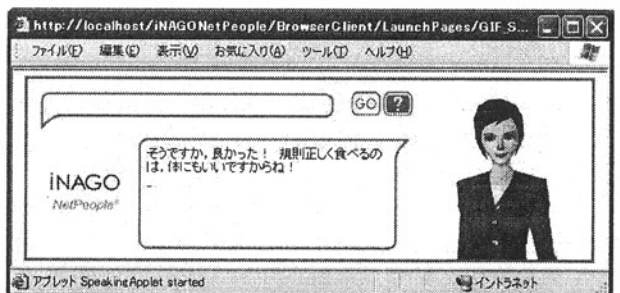 http://localhost/iNAGONetPeople/BrowserClient/LaunchPages/GIF_S...
ファイル(F) 編集(E) 表示(V) お気に入り(A) ツール(T) ヘルプ(H)
GO ?
そうですか，良かった！ 規則正しく食べるの
は，体にもいいですからね！
iNAGO
NetPeople®
アプレット SpeakingApplet started
イントラネット